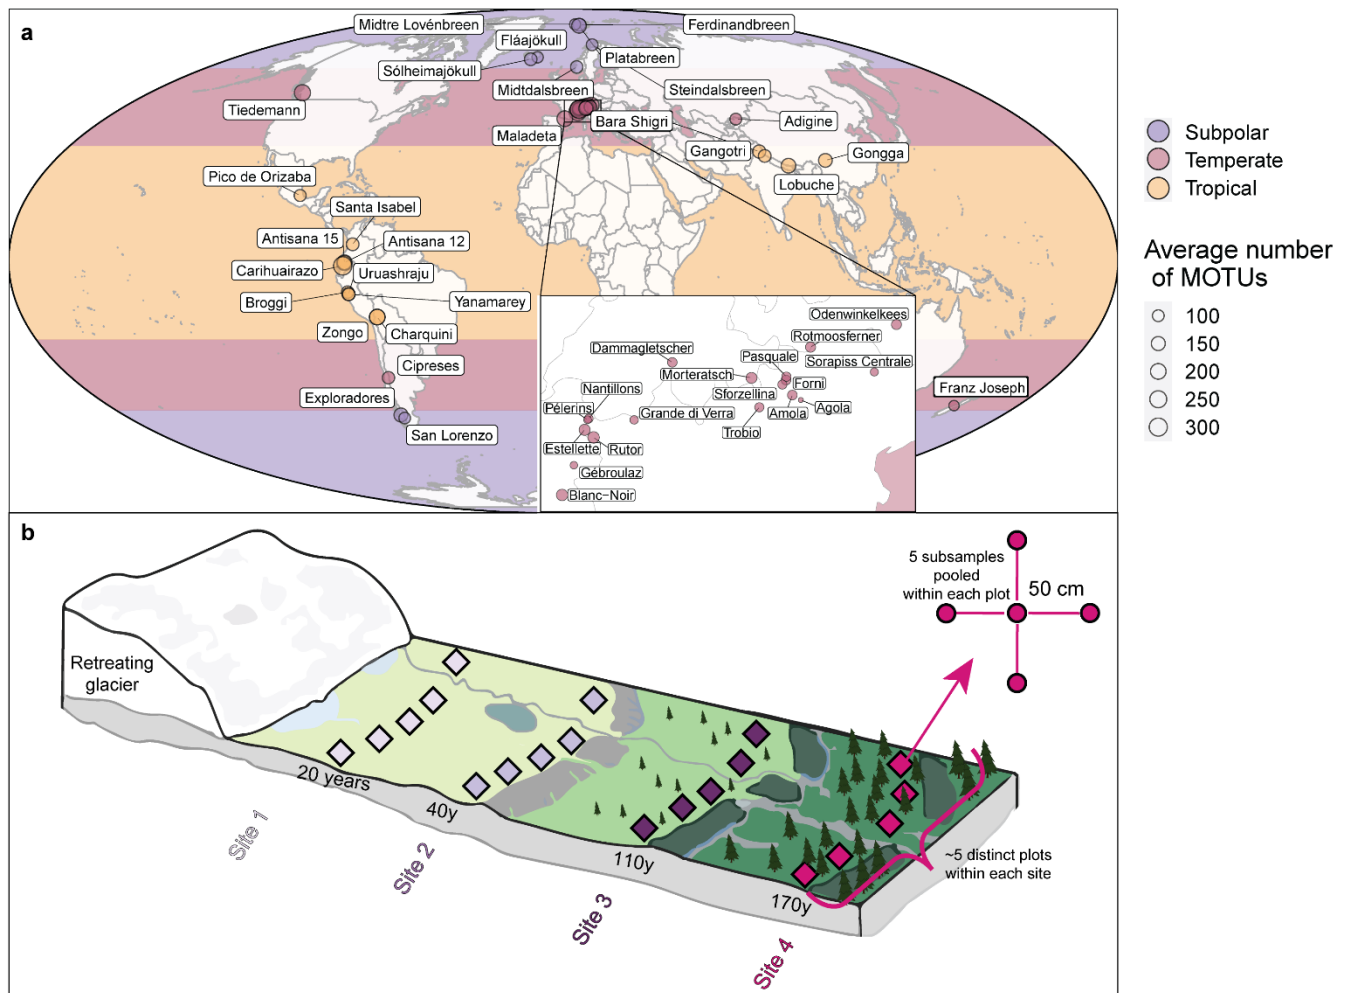 a
Midtre Lovénbreen
Ferdinandbreen
Fláajökull
Platabreen
Sólheimajökull
Midtdalsbreen
Steindalsbreen
Tiedemann
Maladeta
Bara Shigri
Adigine
Gangotri
Gongga
Lobuche
Pico de Orizaba
Santa Isabel
Antisana 15
Antisana 12
Carihuairazo
Uruashraju
Broggi
Yanamarey
Zongo
Charquini
Cipreses
Exploradores
San Lorenzo
Franz Joseph
Odenwinkelkees
Rotmoosferner
Dammagletscher
Pasquale
Sorapiss Centrale
Morteratsch
Nantillons
Sforzellina
Forni
Pélerins
Grande di Verra
Amola
Agola
Trobio
Estellette
Rutor
Gébroulaz
Blanc−Noir
Subpolar
Temperate
Tropical
Average number
of MOTUs
100
150
200
250
300
b
5 subsamples
pooled
within each plot
50 cm
Retreating
glacier
20 years
40y
110y
170y
Site 1
Site 2
Site 3
Site 4
~5 distinct plots
within each site